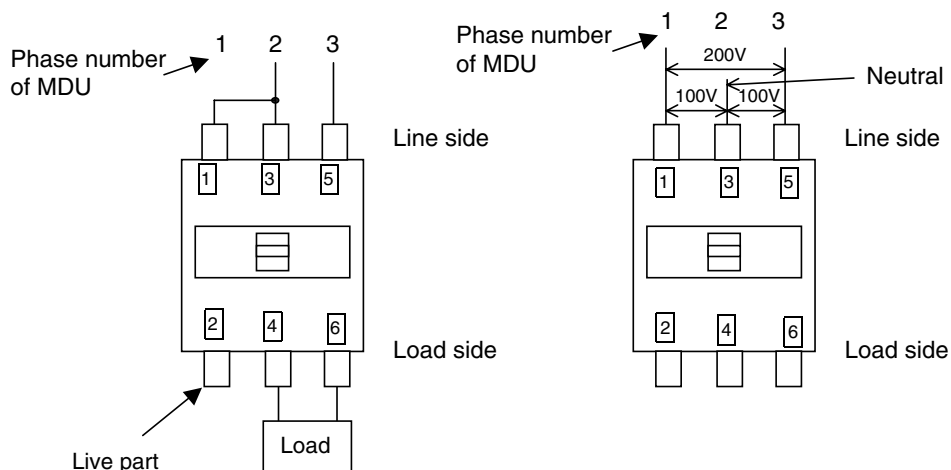 Phase number
of MDU
1 2 3
Line side
1 3 5
2 4 6
Load side
Load
Live part
Phase number
of MDU
1 2 3
200V
Neutral
100V 100V
Line side
1 3 5
2 4 6
Load side